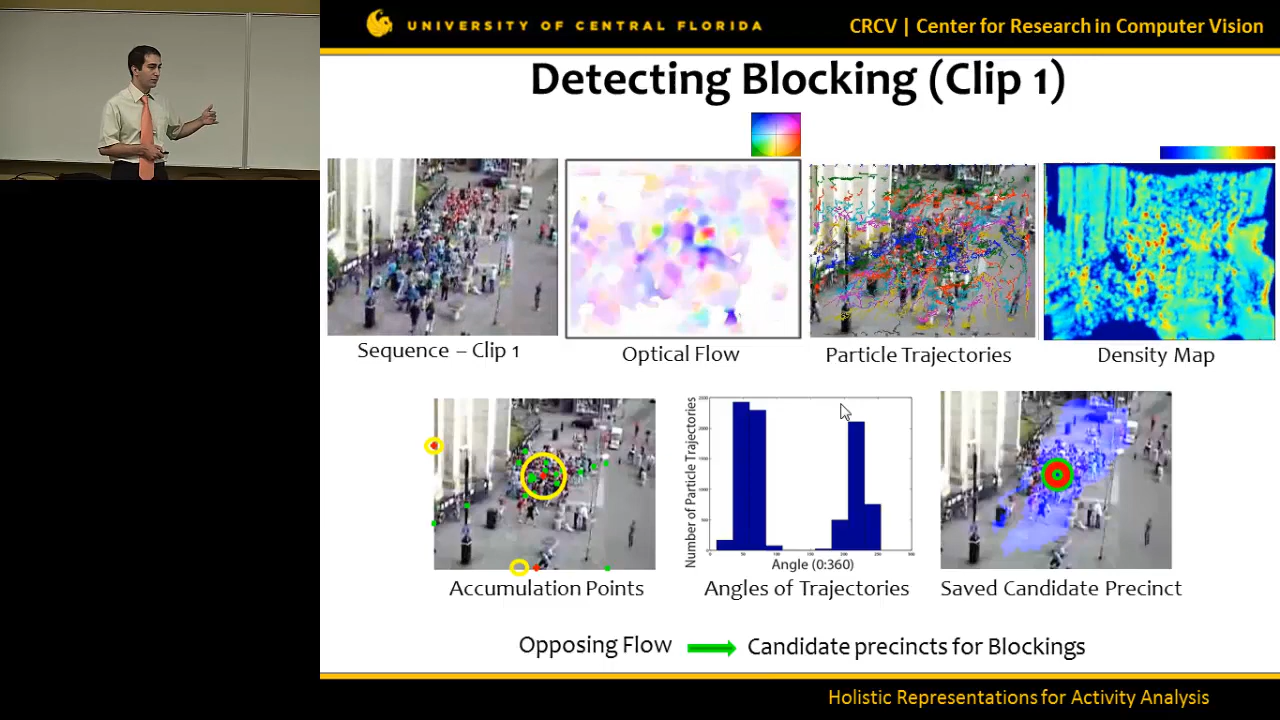 UNIVERSITY OF CENTRAL FLORIDA
CRCV | Center for Research in Computer Vision
Detecting Blocking (Clip 1)
Sequence – Clip 1
Optical Flow
Particle Trajectories
Density Map
Number of Particle Trajectories
Angle (0:360)
Accumulation Points
Angles of Trajectories
Saved Candidate Precinct
Opposing Flow
Candidate precincts for Blockings
Holistic Representations for Activity Analysis